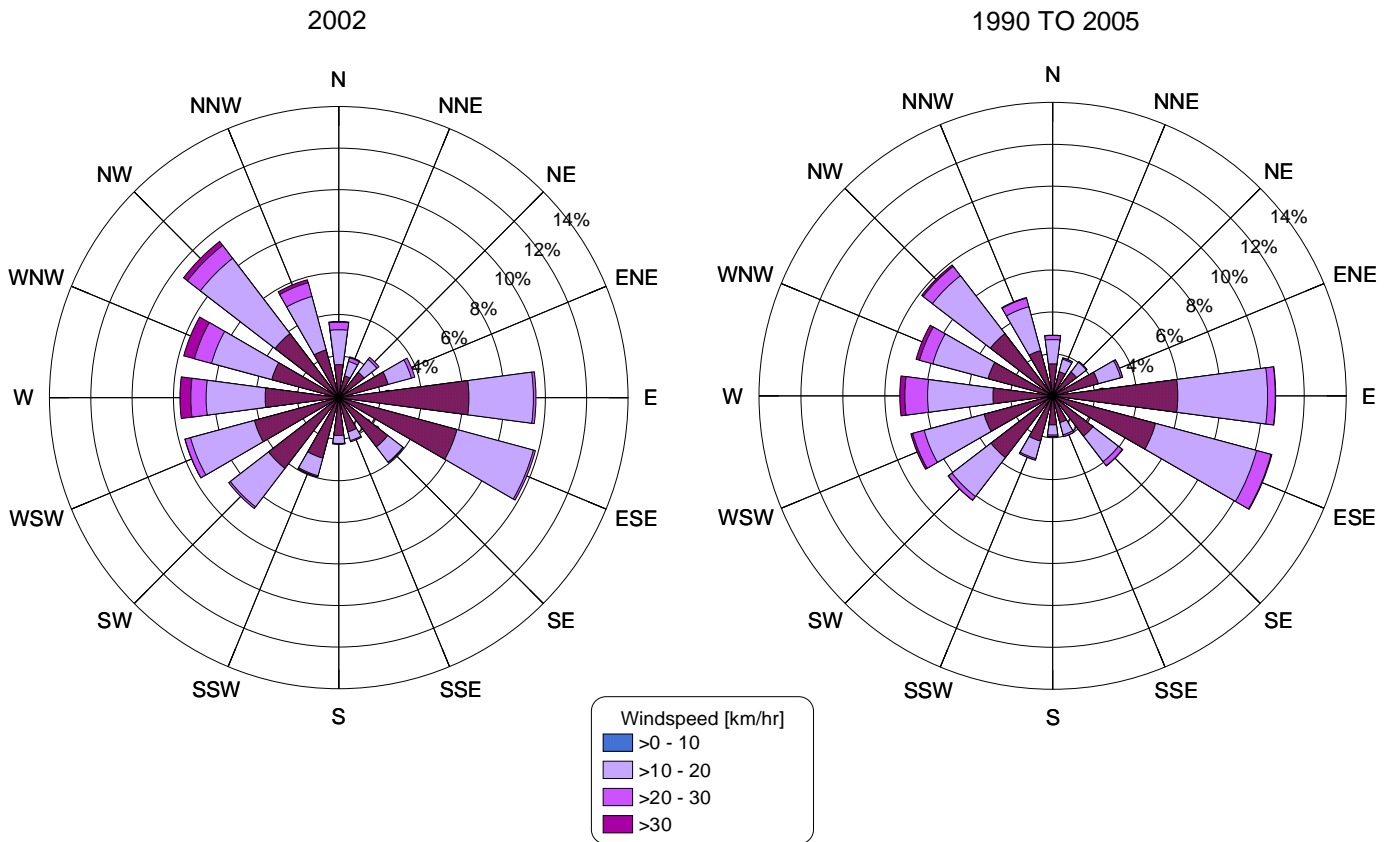 2002
1990 TO 2005
N
NNE
NE
ENE
E
ESE
SE
SSE
S
SSW
SW
WSW
W
WNW
NW
NNW
14%
12%
10%
8%
6%
4%
N
NNE
NE
ENE
E
ESE
SE
SSE
S
SSW
SW
WSW
W
WNW
NW
NNW
14%
12%
10%
8%
6%
4%
Windspeed [km/hr]
>0 - 10
>10 - 20
>20 - 30
>30